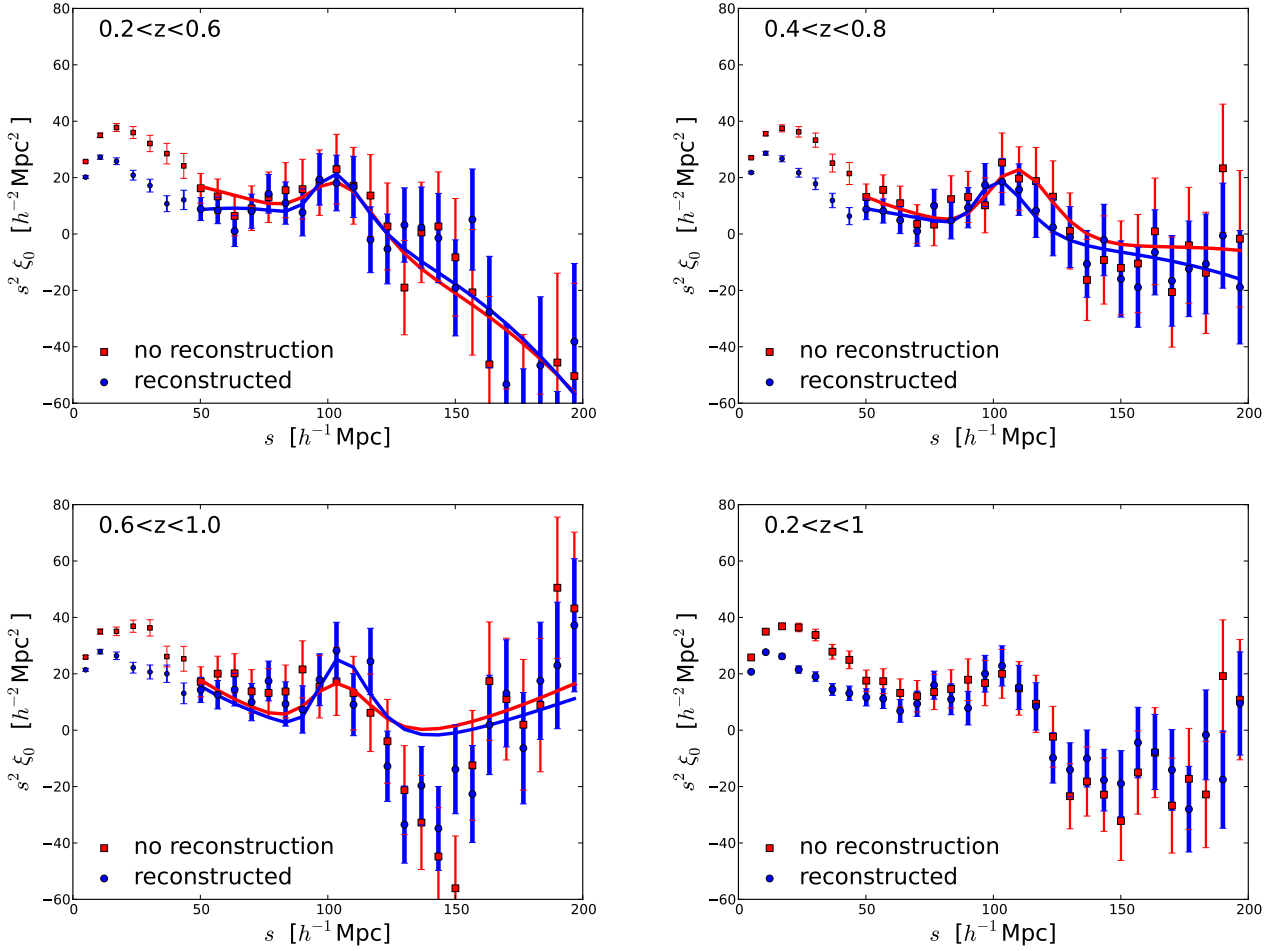 80
60
40
20
0
−20
−40
−60
0
50
100
150
200
s² ξ₀ [h⁻² Mpc²]
s [h⁻¹ Mpc]
0.2<z<0.6
no reconstruction
reconstructed
80
60
40
20
0
−20
−40
−60
0
50
100
150
200
s² ξ₀ [h⁻² Mpc²]
s [h⁻¹ Mpc]
0.4<z<0.8
no reconstruction
reconstructed
80
60
40
20
0
−20
−40
−60
0
50
100
150
200
s² ξ₀ [h⁻² Mpc²]
s [h⁻¹ Mpc]
0.6<z<1.0
no reconstruction
reconstructed
80
60
40
20
0
−20
−40
−60
0
50
100
150
200
s² ξ₀ [h⁻² Mpc²]
s [h⁻¹ Mpc]
0.2<z<1
no reconstruction
reconstructed